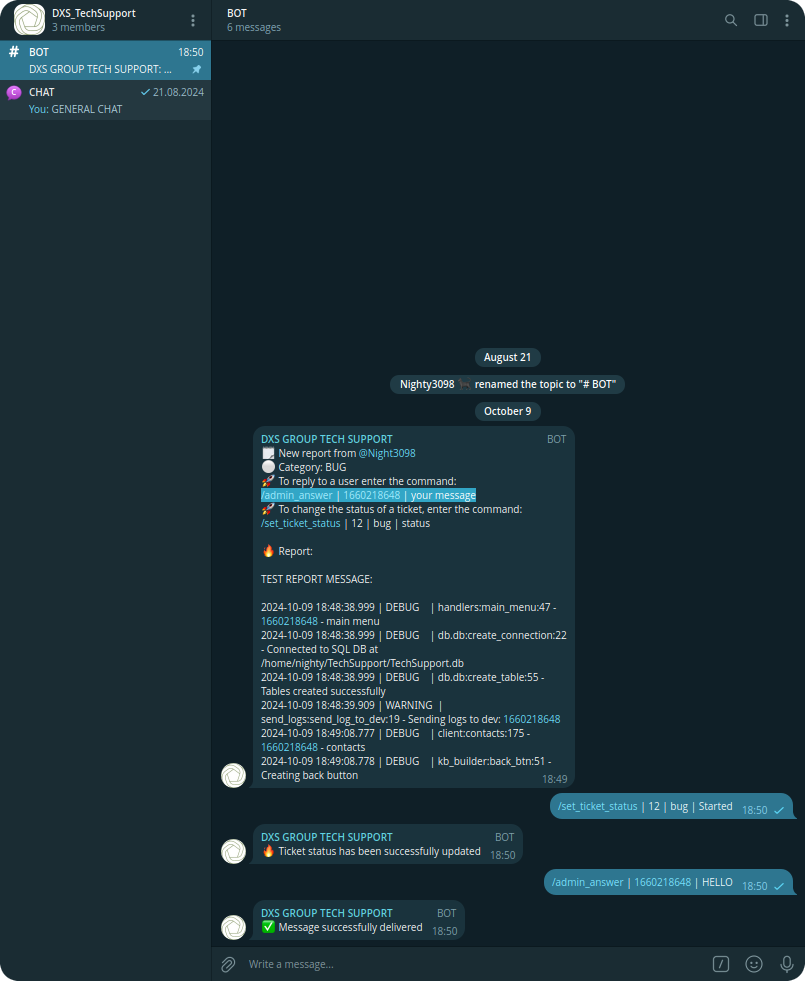 DXS_TechSupport
3 members
# BOT 18:50
DXS GROUP TECH SUPPORT: ...
C CHAT 21.08.2024
You: GENERAL CHAT
BOT
6 messages
August 21
Nighty3098 renamed the topic to "# BOT"
October 9
DXS GROUP TECH SUPPORT BOT
New report from @Night3098
Category: BUG
🚀 To reply to a user enter the command:
/admin_answer | 1660218648 | your message
🚀 To change the status of a ticket, enter the command:
/set_ticket_status | 12 | bug | status
🔥 Report:
TEST REPORT MESSAGE:
2024-10-09 18:48:38.999 | DEBUG | handlers:main_menu:47 -
1660218648 - main menu
2024-10-09 18:48:38.999 | DEBUG | db.db:create_connection:22
- Connected to SQL DB at
/home/nighty/TechSupport/TechSupport.db
2024-10-09 18:48:38.999 | DEBUG | db.db:create_table:55 -
Tables created successfully
2024-10-09 18:48:39.909 | WARNING |
send_logs:send_log_to_dev:19 - Sending logs to dev: 1660218648
2024-10-09 18:49:08.777 | DEBUG | client:contacts:175 -
1660218648 - contacts
2024-10-09 18:49:08.778 | DEBUG | kb_builder:back_btn:51 -
Creating back button
18:49
/set_ticket_status | 12 | bug | Started 18:50
DXS GROUP TECH SUPPORT BOT
🔥 Ticket status has been successfully updated 18:50
/admin_answer | 1660218648 | HELLO 18:50
DXS GROUP TECH SUPPORT BOT
✅ Message successfully delivered 18:50
Write a message...